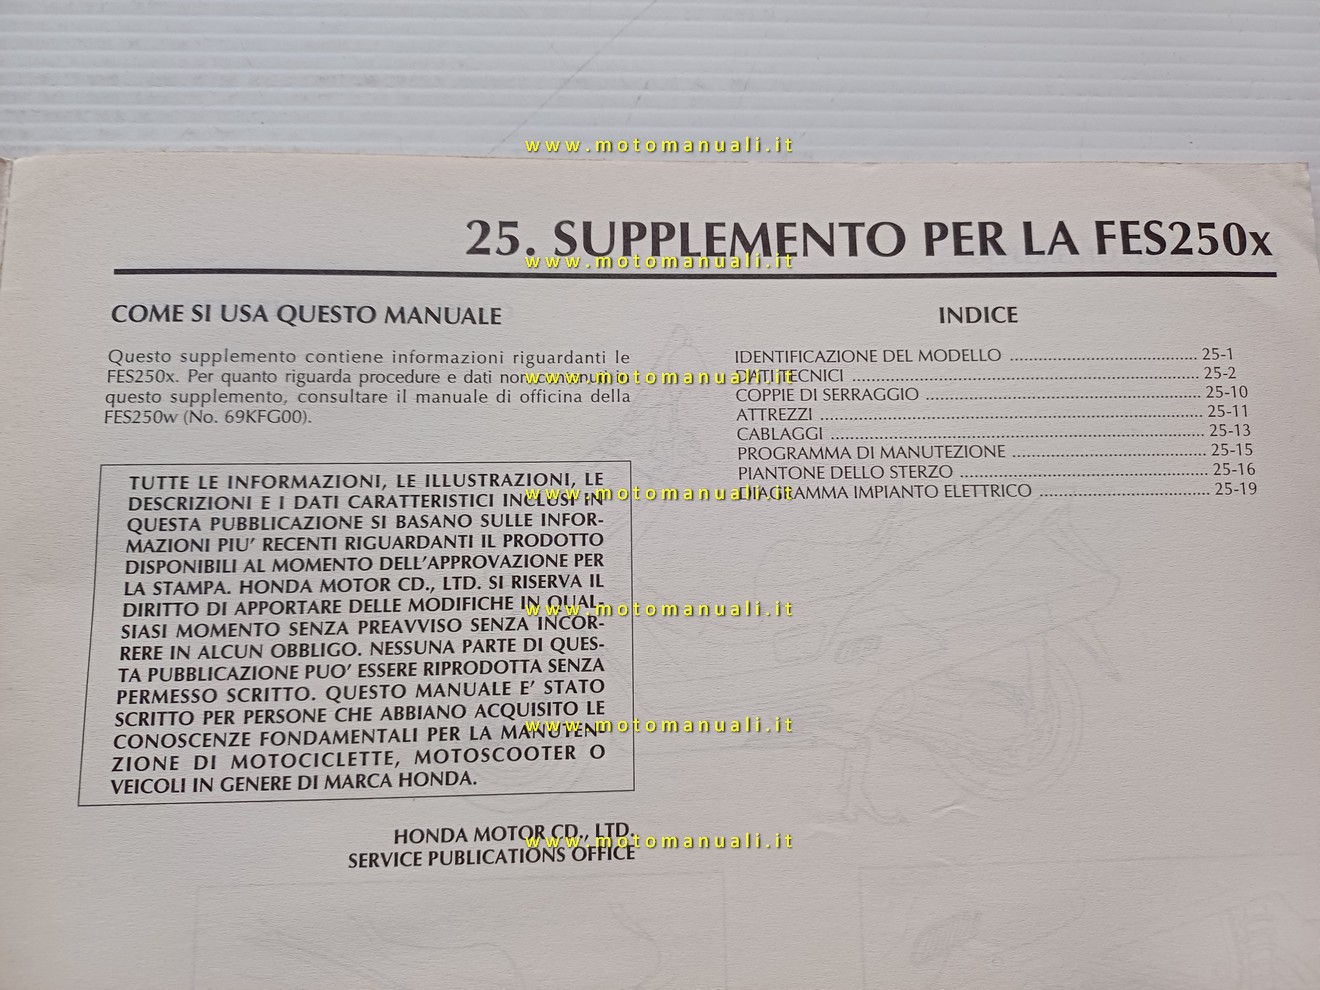 www.motomanuali.it
25. SUPPLEMENTO PER LA FES250x
www.motomanuali.it
COME SI USA QUESTO MANUALE
Questo supplemento contiene informazioni riguardanti le
FES250x. Per quanto riguarda procedure e dati non contenuti in
www.motomanuali.it
questo supplemento, consultare il manuale di officina della
FES250w (No. 69KFG00).
TUTTE LE INFORMAZIONI, LE ILLUSTRAZIONI, LE
DESCRIZIONI E I DATI CARATTERISTICI INCLUSI IN
www.motomanuali.it
QUESTA PUBBLICAZIONE SI BASANO SULLE INFOR-
MAZIONI PIU' RECENTI RIGUARDANTI IL PRODOTTO
DISPONIBILI AL MOMENTO DELL'APPROVAZIONE PER
LA STAMPA. HONDA MOTOR CD., LTD. SI RISERVA IL
DIRITTO DI APPORTARE DELLE MODIFICHE IN QUAL-
www.motomanuali.it
SIASI MOMENTO SENZA PREAVVISO SENZA INCOR-
RERE IN ALCUN OBBLIGO. NESSUNA PARTE DI QUES-
TA PUBBLICAZIONE PUO' ESSERE RIPRODOTTA SENZA
PERMESSO SCRITTO. QUESTO MANUALE E' STATO
SCRITTO PER PERSONE CHE ABBIANO ACQUISITO LE
CONOSCENZE FONDAMENTALI PER LA MANUTEN-
www.motomanuali.it
ZIONE DI MOTOCICLETTE, MOTOSCOOTER O
VEICOLI IN GENERE DI MARCA HONDA.
HONDA MOTOR CD., LTD.
www.motomanuali.it
SERVICE PUBLICATIONS OFFICE
INDICE
IDENTIFICAZIONE DEL MODELLO ........ 25-1
DATI TECNICI ........ 25-2
COPPIE DI SERRAGGIO ........ 25-10
ATTREZZI ........ 25-11
CABLAGGI ........ 25-13
PROGRAMMA DI MANUTEZIONE ........ 25-15
PIANTONE DELLO STERZO ........ 25-16
DIAGRAMMA IMPIANTO ELETTRICO ........ 25-19